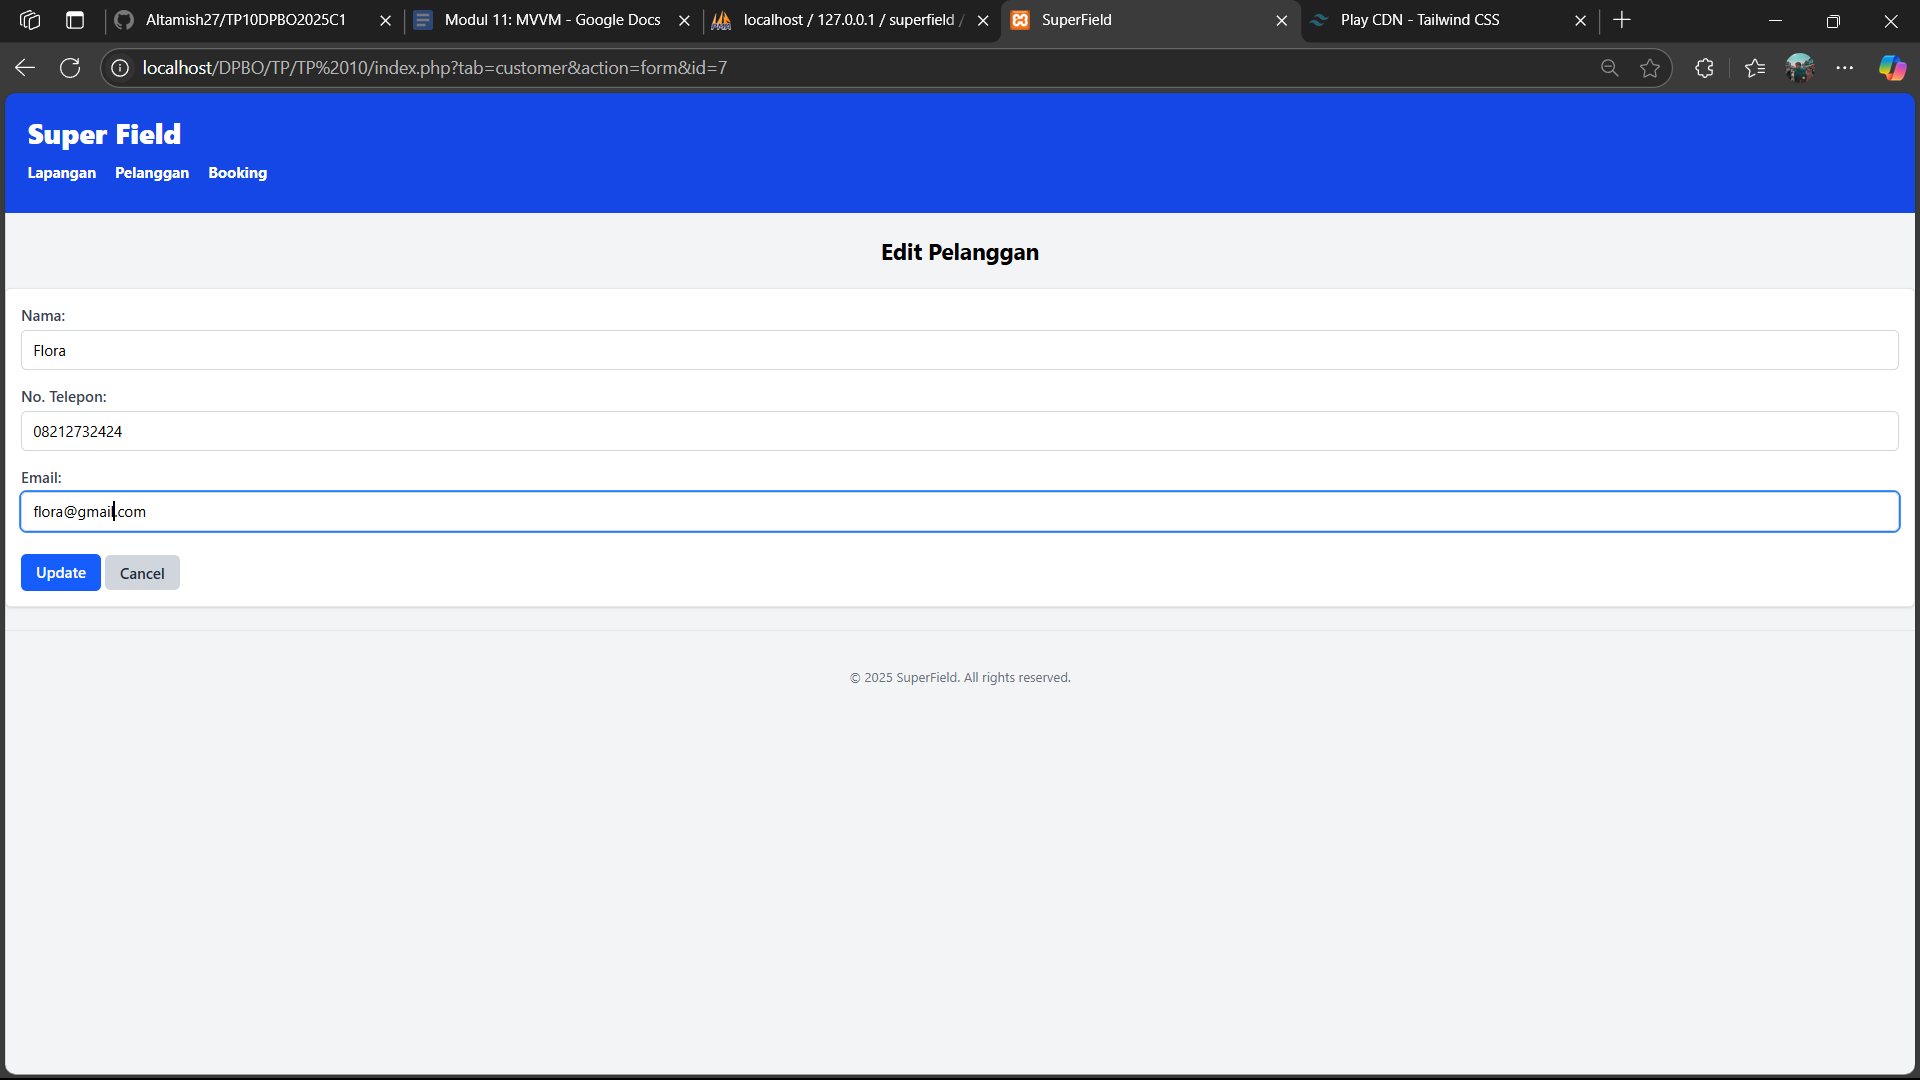 Altamish27/TP10DPBO2025C1
Modul 11: MVVM - Google Docs
localhost / 127.0.0.1 / superfield /
SuperField
Play CDN - Tailwind CSS
localhost/DPBO/TP/TP%2010/index.php?tab=customer&action=form&id=7
Super Field
Lapangan Pelanggan Booking
Edit Pelanggan
Nama:
Flora
No. Telepon:
08212732424
Email:
flora@gmail.com
Update Cancel
© 2025 SuperField. All rights reserved.